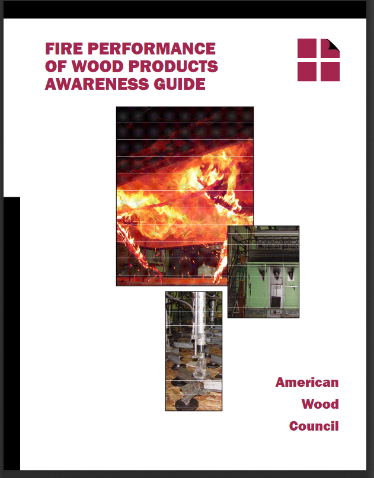 FIRE PERFORMANCE
OF WOOD PRODUCTS
AWARENESS GUIDE
American
Wood
Council